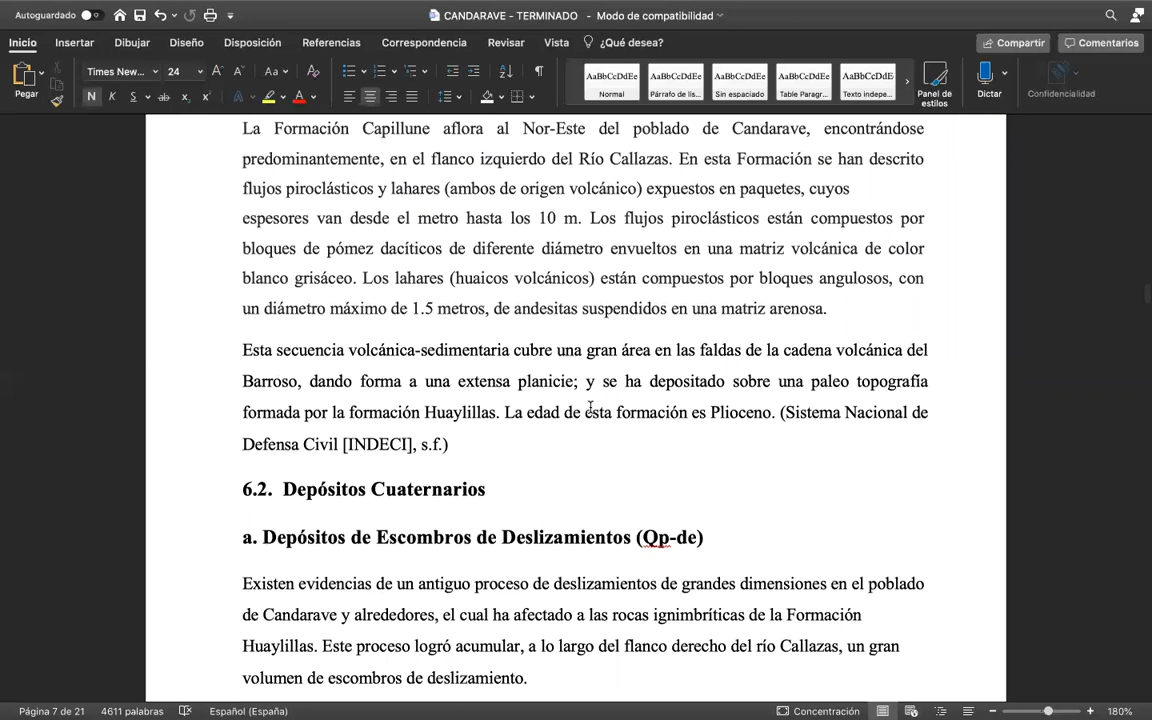 Autoguardado
CANDARAVE - TERMINADO - Modo de compatibilidad
Inicio Insertar Dibujar Diseño Disposición Referencias Correspondencia Revisar Vista ¿Qué desea? Compartir Comentarios
Pegar Times New... 24 A A Aa A
N K S ab x₂ x² A A
AaBbCcDdEe AaBbCcDdEe AaBbCcDdEe AaBbCcDdEe AaBbCcDdE
Normal Párrafo de lis... Sin espaciado Table Paragr... Texto indepe...
Panel de estilos
Dictar
Confidencialidad
La Formación Capillune aflora al Nor-Este del poblado de Candarave, encontrándose
predominantemente, en el flanco izquierdo del Río Callazas. En esta Formación se han descrito
flujos piroclásticos y lahares (ambos de origen volcánico) expuestos en paquetes, cuyos
espesores van desde el metro hasta los 10 m. Los flujos piroclásticos están compuestos por
bloques de pómez dacíticos de diferente diámetro envueltos en una matriz volcánica de color
blanco grisáceo. Los lahares (huaicos volcánicos) están compuestos por bloques angulosos, con
un diámetro máximo de 1.5 metros, de andesitas suspendidos en una matriz arenosa.
Esta secuencia volcánica-sedimentaria cubre una gran área en las faldas de la cadena volcánica del
Barroso, dando forma a una extensa planicie; y se ha depositado sobre una paleo topografía
formada por la formación Huaylillas. La edad de esta formación es Plioceno. (Sistema Nacional de
Defensa Civil [INDECI], s.f.)
6.2. Depósitos Cuaternarios
a. Depósitos de Escombros de Deslizamientos (Qp-de)
Existen evidencias de un antiguo proceso de deslizamientos de grandes dimensiones en el poblado
de Candarave y alrededores, el cual ha afectado a las rocas ignimbríticas de la Formación
Huaylillas. Este proceso logró acumular, a lo largo del flanco derecho del río Callazas, un gran
volumen de escombros de deslizamiento.
Página 7 de 21 4611 palabras Español (España) Concentración 180%